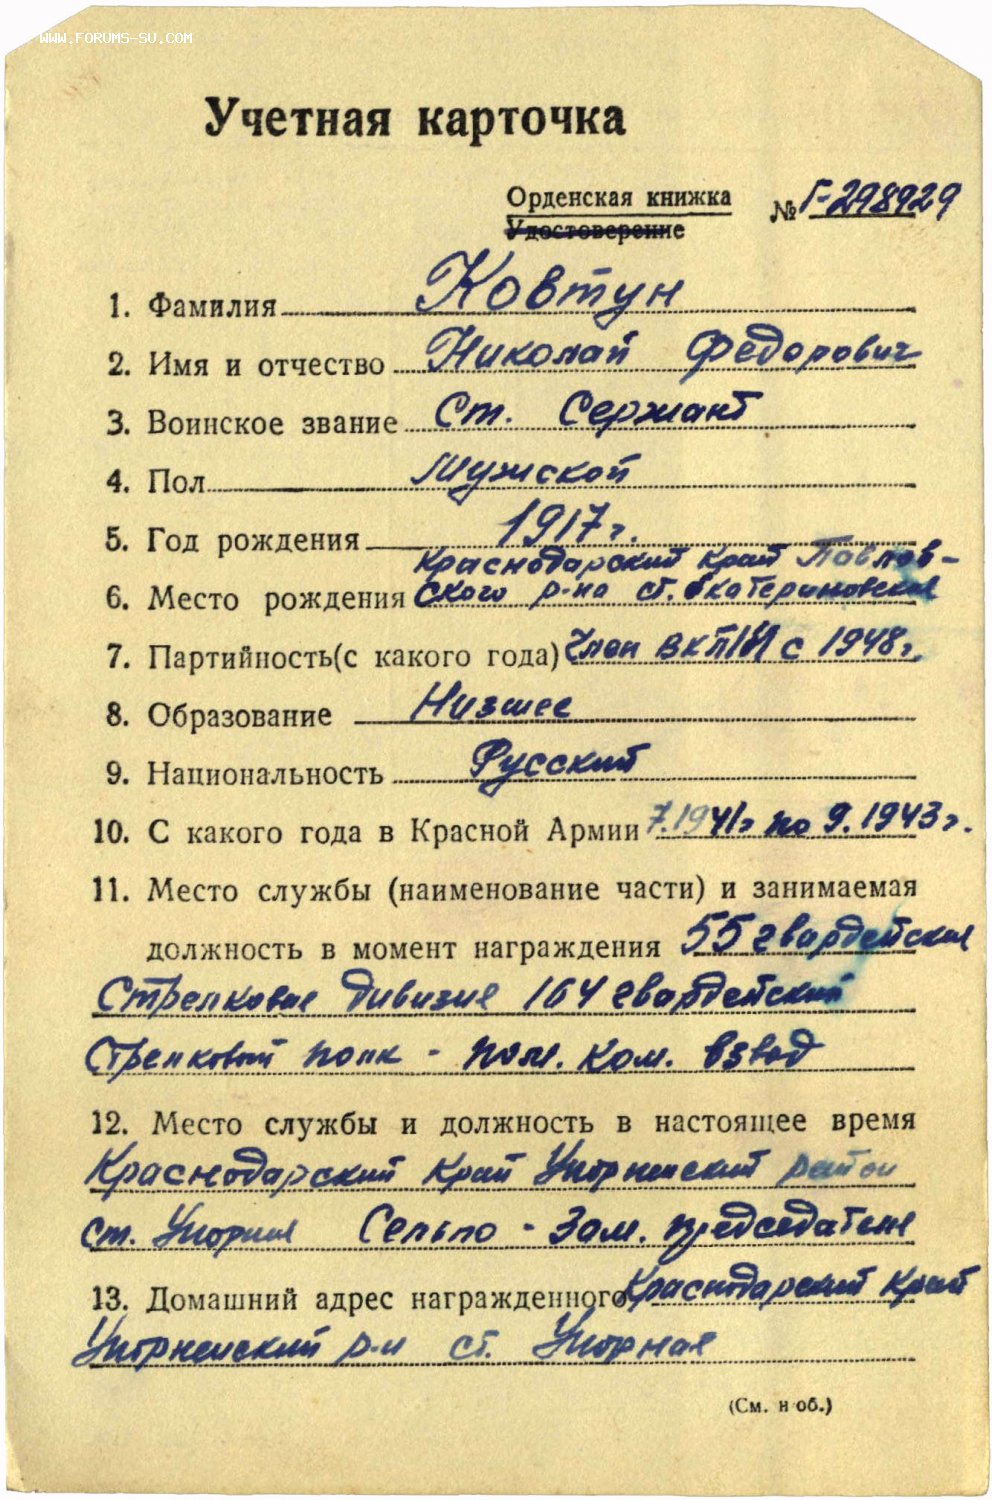 www.FORUMS-SU.COM
Учетная карточка
Орденская книжка № Г-298929
Удостоверение
1. Фамилия Ковтун
2. Имя и отчество Николай Федорович
3. Воинское звание Ст. Сержант
4. Пол Мужской
5. Год рождения 1917 г.
Краснодарский край Павлов-
6. Место рождения ского р-на ст. Екатериновская
7. Партийность(с какого года) Член ВКП(б) с 1948 г.
8. Образование Низшее
9. Национальность Русский
10. С какого года в Красной Армии 7.1941г по 9.1943 г.
11. Место службы (наименование части) и занимаемая
должность в момент награждения 55 гвардейская
Стрелковая дивизия 164 гвардейский
Стрелковый полк - пом. ком. взвод
12. Место службы и должность в настоящее время
Краснодарский край Упорненский район
ст. Упорная Сельпо - зам. председателя
13. Домашний адрес награжденного Краснодарский край
Упорненский р-н ст. Упорная
(См. н об.)